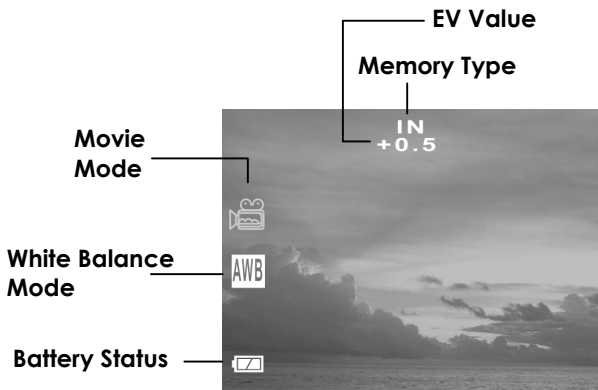 EV Value
Memory Type
IN
+0.5
Movie
Mode
AWB
White Balance
Mode
Battery Status